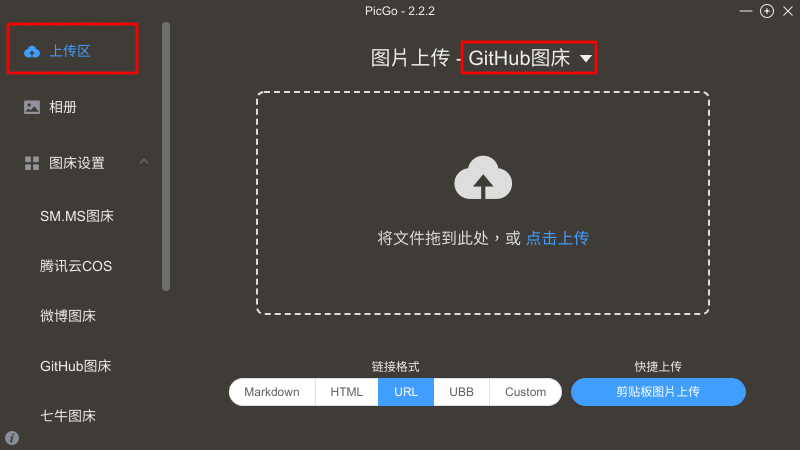 PicGo - 2.2.2
上传区
相册
图床设置
SM.MS图床
腾讯云COS
微博图床
GitHub图床
七牛图床
图片上传 - GitHub图床
将文件拖到此处，或 点击上传
链接格式
Markdown HTML URL UBB Custom
快捷上传
剪贴板图片上传